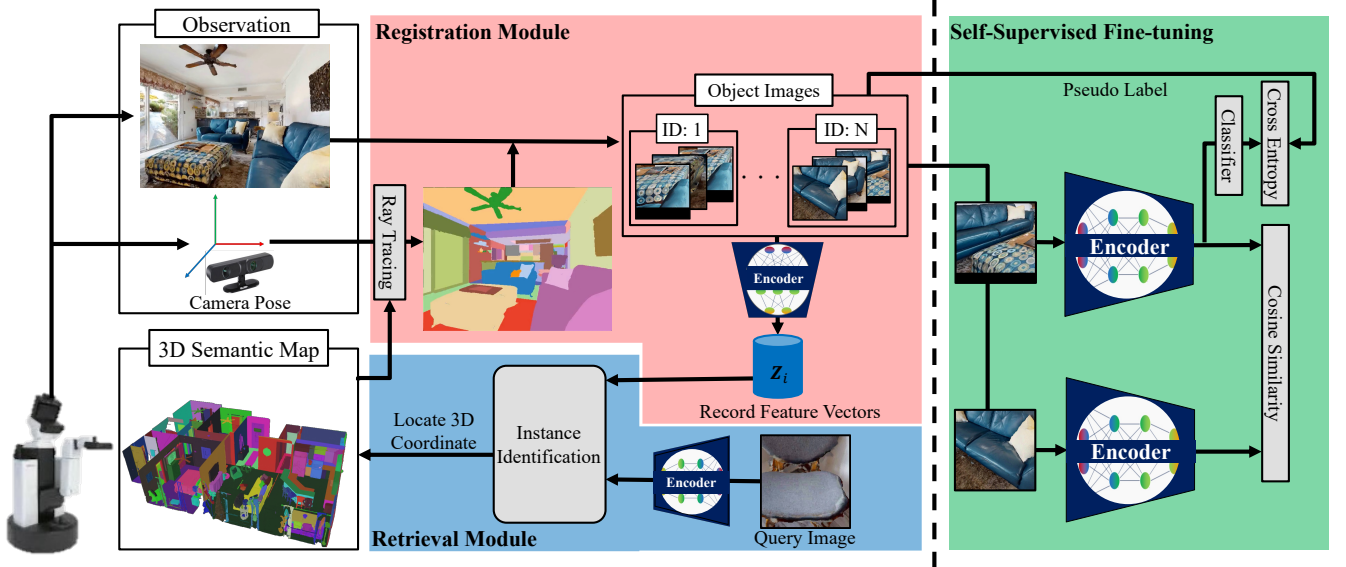 Observation
Camera Pose
3D Semantic Map
Registration Module
Ray Tracing
Object Images
ID: 1
. . .
ID: N
Encoder
Z_i
Record Feature Vectors
Locate 3D
Coordinate
Instance
Identification
Encoder
Query Image
Retrieval Module
Self-Supervised Fine-tuning
Pseudo Label
Classifier
Cross Entropy
Encoder
Encoder
Cosine Similarity